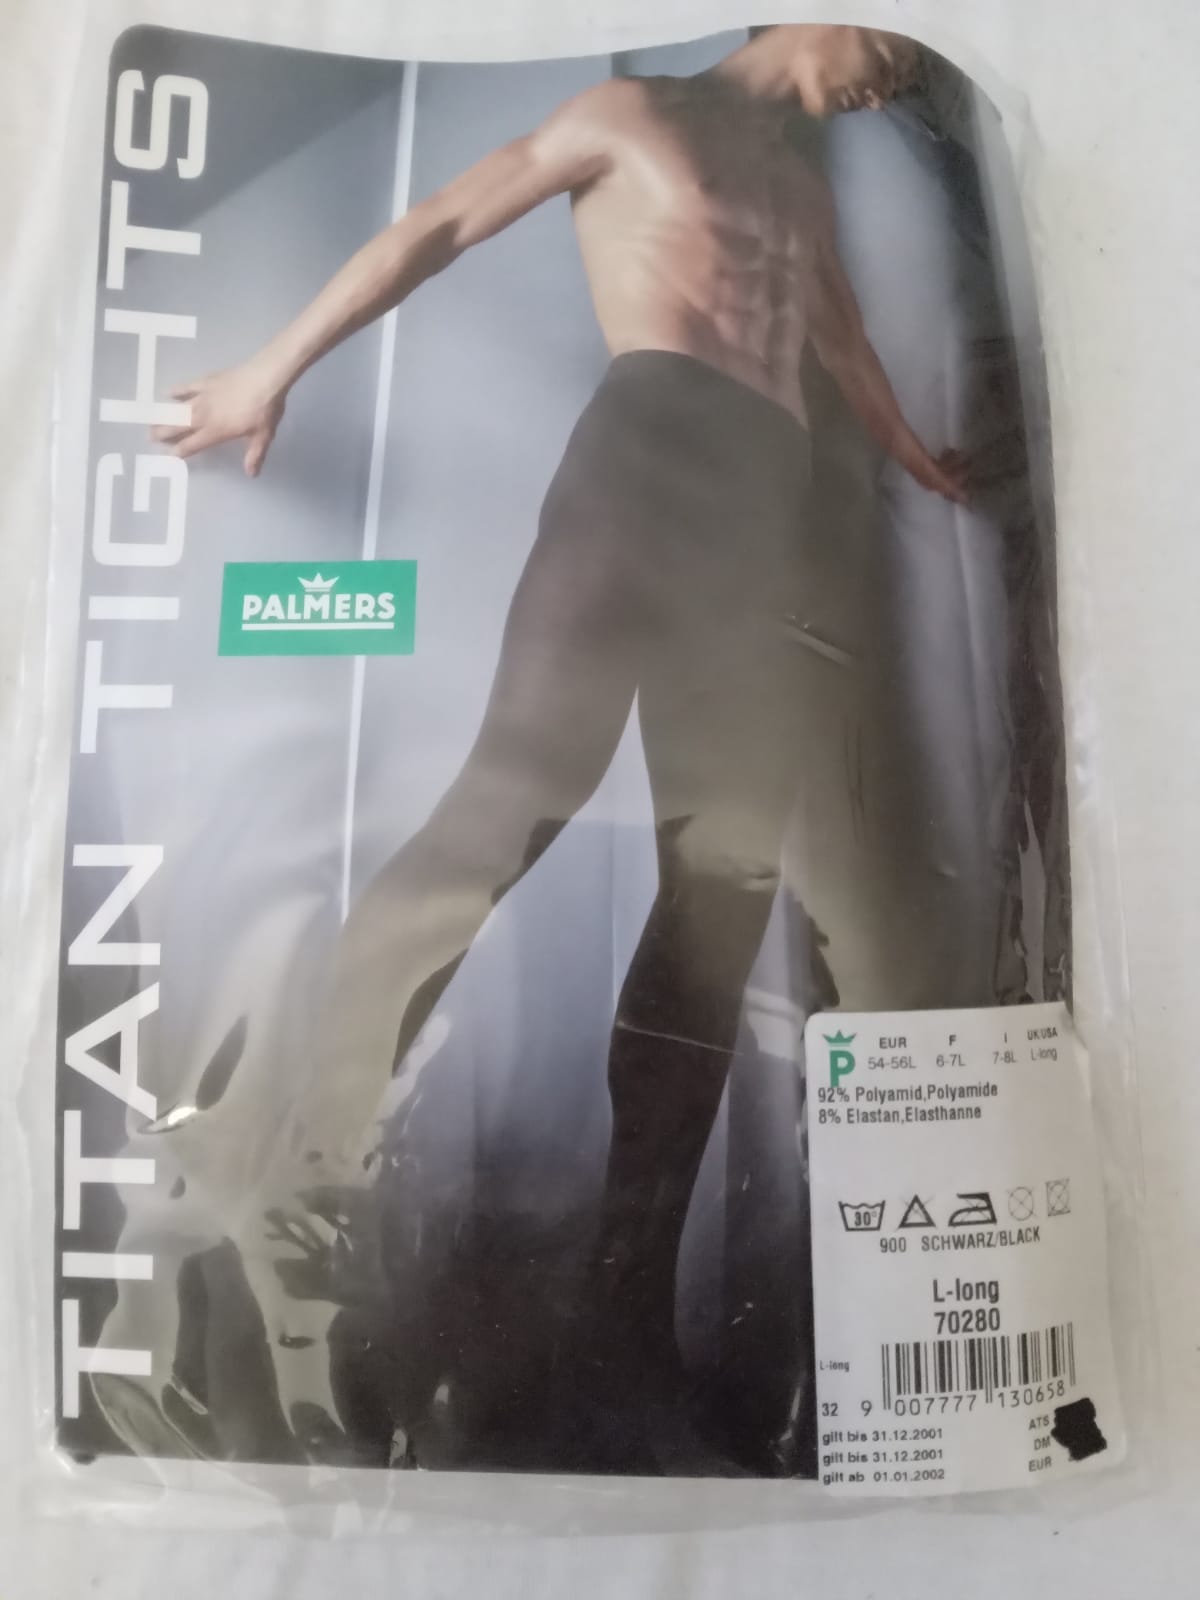 TITAN TIGHTS
PALMERS
P
EUR F I UK/USA
54-56L 6-7L 7-8L L-long
92% Polyamid,Polyamide
8% Elastan,Elasthanne
30°
900 SCHWARZ/BLACK
L-long
70280
L-long
32 9 007777 130658
gilt bis 31.12.2001 ATS
gilt bis 31.12.2001 DM
gilt ab 01.01.2002 EUR